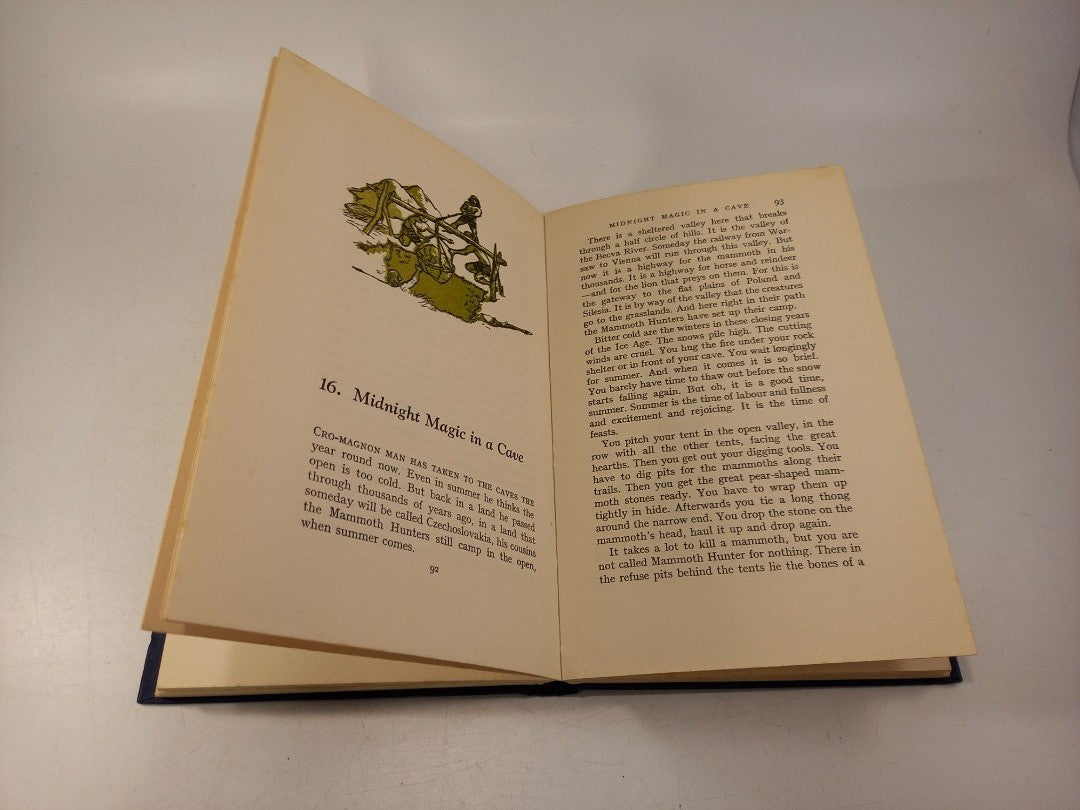 16. Midnight Magic in a Cave
CRO-MAGNON MAN HAS TAKEN TO THE CAVES THE
year round now. Even in summer he thinks the
open is too cold. But back in a land he passed
through thousands of years ago, in a land that
someday will be called Czechoslovakia, his cousins
the Mammoth Hunters still camp in the open,
when summer comes.
92
MIDNIGHT MAGIC IN A CAVE 93
There is a sheltered valley here that breaks
through a half circle of hills. It is the valley of
the Becva River. Someday the railway from War-
saw to Vienna will run through this valley. But
now it is a highway for the mammoth in his
thousands. It is a highway for horse and reindeer
—and for the lion that preys on them. For this is
the gateway to the flat plains of Poland and
Silesia. It is by way of the valley that the creatures
go to the grasslands. And here right in their path
the Mammoth Hunters have set up their camp.
Bitter cold are the winters in these closing years
of the Ice Age. The snows pile high. The cutting
winds are cruel. You hug the fire under your rock
shelter or in front of your cave. You wait longingly
for summer. And when it comes it is so brief.
You barely have time to thaw out before the snow
starts falling again. But oh, it is a good time,
summer. Summer is the time of labour and fullness
and excitement and rejoicing. It is the time of
feasts.
You pitch your tent in the open valley, in the
row with all the other tents, facing the great
hearths. Then you get out your digging tools. You
have to dig pits for the mammoths along their
trails. Then you get the great pear-shaped mam-
moth stones ready. You have to wrap them up
tightly in hide. Afterwards you tie a long thong
around the narrow end. You drop the stone on the
mammoth's head, haul it up and drop again.
It takes a lot to kill a mammoth, but you are
not called Mammoth Hunter for nothing. There in
the refuse pits behind the tents lie the bones of a